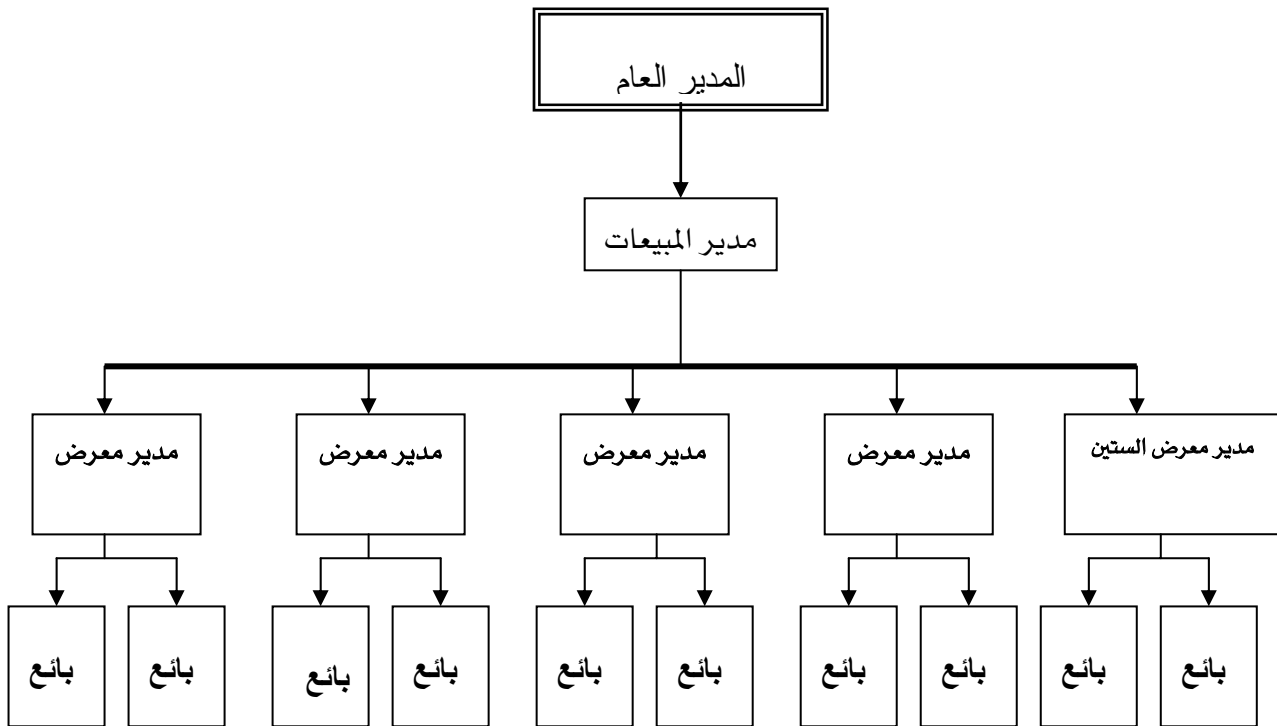 المدير العام
مدير المبيعات
مدير معرض الستين
مدير معرض
مدير معرض
مدير معرض
مدير معرض
بائع
بائع
بائع
بائع
بائع
بائع
بائع
بائع
بائع
بائع